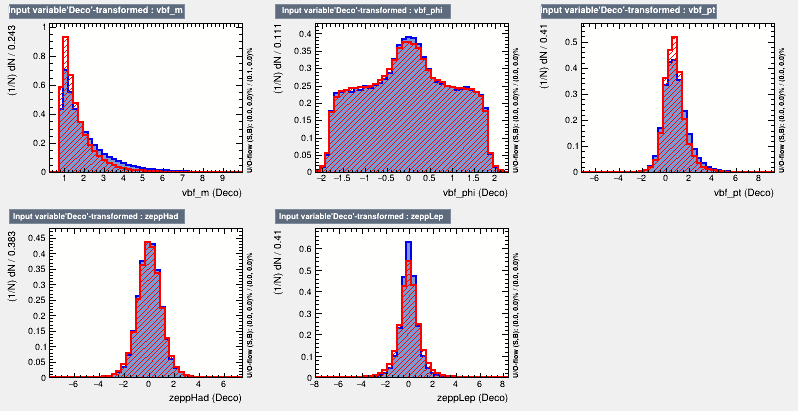 Input variable'Deco'-transformed : vbf_m
(1/N) dN / 0.243
1
0.8
0.6
0.4
0.2
0
1 2 3 4 5 6 7 8 9
vbf_m (Deco)
U/O-flow (S,B): (0.0, 0.0)% / (0.1, 0.0)%
Input variable'Deco'-transformed : vbf_phi
(1/N) dN / 0.111
0.4
0.35
0.3
0.25
0.2
0.15
0.1
0.05
0
−2 −1.5 −1 −0.5 0 0.5 1 1.5 2
vbf_phi (Deco)
U/O-flow (S,B): (0.0, 0.0)% / (0.0, 0.0)%
Input variable'Deco'-transformed : vbf_pt
(1/N) dN / 0.41
0.5
0.4
0.3
0.2
0.1
0
−6 −4 −2 0 2 4 6 8
vbf_pt (Deco)
U/O-flow (S,B): (0.0, 0.0)% / (0.0, 0.0)%
Input variable'Deco'-transformed : zeppHad
(1/N) dN / 0.383
0.45
0.4
0.35
0.3
0.25
0.2
0.15
0.1
0.05
0
−6 −4 −2 0 2 4 6
zeppHad (Deco)
U/O-flow (S,B): (0.0, 0.0)% / (0.0, 0.0)%
Input variable'Deco'-transformed : zeppLep
(1/N) dN / 0.41
0.6
0.5
0.4
0.3
0.2
0.1
0
−8 −6 −4 −2 0 2 4 6 8
zeppLep (Deco)
U/O-flow (S,B): (0.0, 0.0)% / (0.0, 0.0)%